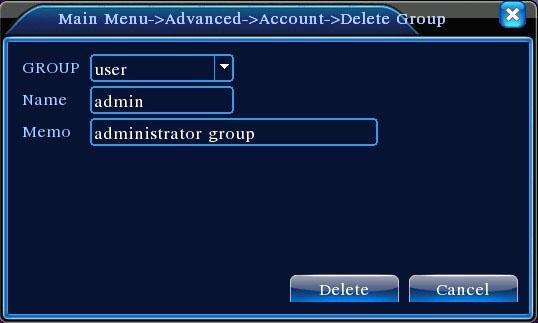 Main Menu->Advanced->Account->Delete Group
GROUP user
Name admin
Memo administrator group
Delete Cancel